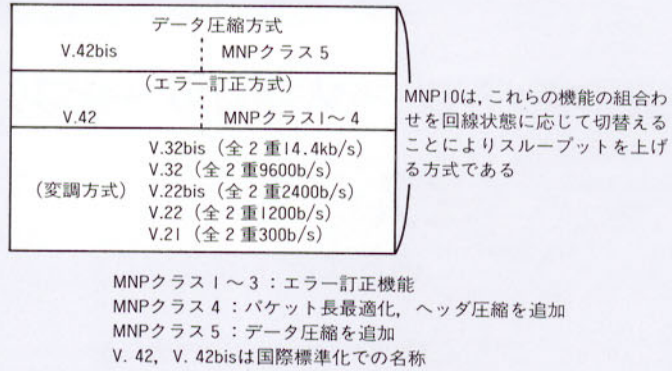 データ圧縮方式
V.42bis MNPクラス5
(エラー訂正方式)
V.42 MNPクラス1～4
(変調方式)
V.32bis (全2重14.4kb/s)
V.32 (全2重9600b/s)
V.22bis (全2重2400b/s)
V.22 (全2重1200b/s)
V.21 (全2重300b/s)
MNP10は,これらの機能の組合わ
せを回線状態に応じて切替える
ことによりスループットを上げ
る方式である
MNPクラス1～3:エラー訂正機能
MNPクラス4:パケット長最適化,ヘッダ圧縮を追加
MNPクラス5:データ圧縮を追加
V.42, V.42bisは国際標準化での名称